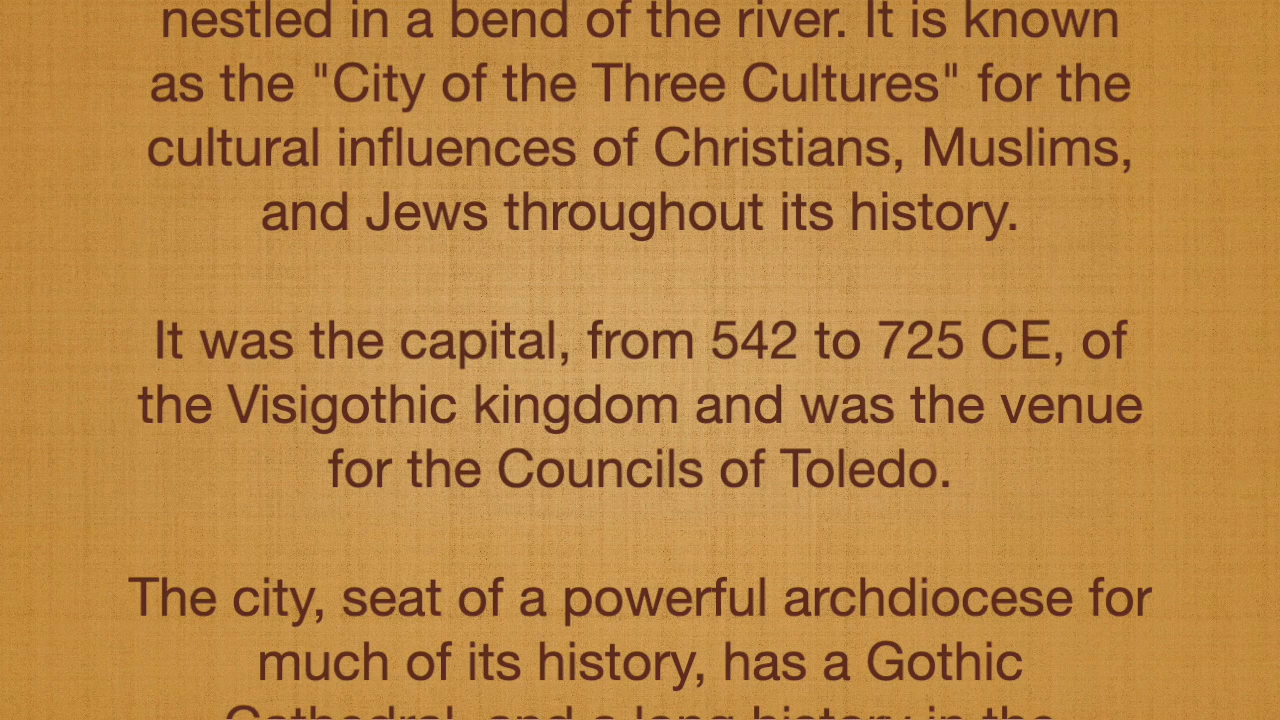 nestled in a bend of the river. It is known
as the "City of the Three Cultures" for the
cultural influences of Christians, Muslims,
and Jews throughout its history.
It was the capital, from 542 to 725 CE, of
the Visigothic kingdom and was the venue
for the Councils of Toledo.
The city, seat of a powerful archdiocese for
much of its history, has a Gothic
Cathedral, and a long history in the